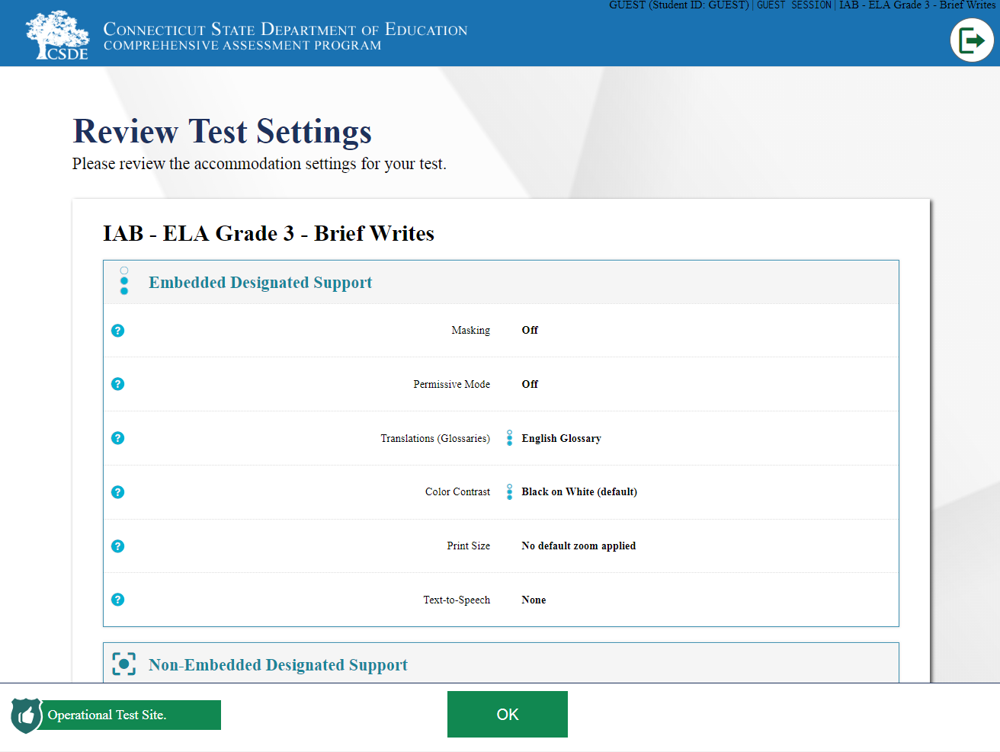 GUEST (Student ID: GUEST) | GUEST SESSION | IAB - ELA Grade 3 - Brief Writes
CSDE
CONNECTICUT STATE DEPARTMENT OF EDUCATION
COMPREHENSIVE ASSESSMENT PROGRAM
Review Test Settings
Please review the accommodation settings for your test.
IAB - ELA Grade 3 - Brief Writes
Embedded Designated Support
? Masking Off
? Permissive Mode Off
? Translations (Glossaries) English Glossary
? Color Contrast Black on White (default)
? Print Size No default zoom applied
? Text-to-Speech None
Non-Embedded Designated Support
Operational Test Site.
OK